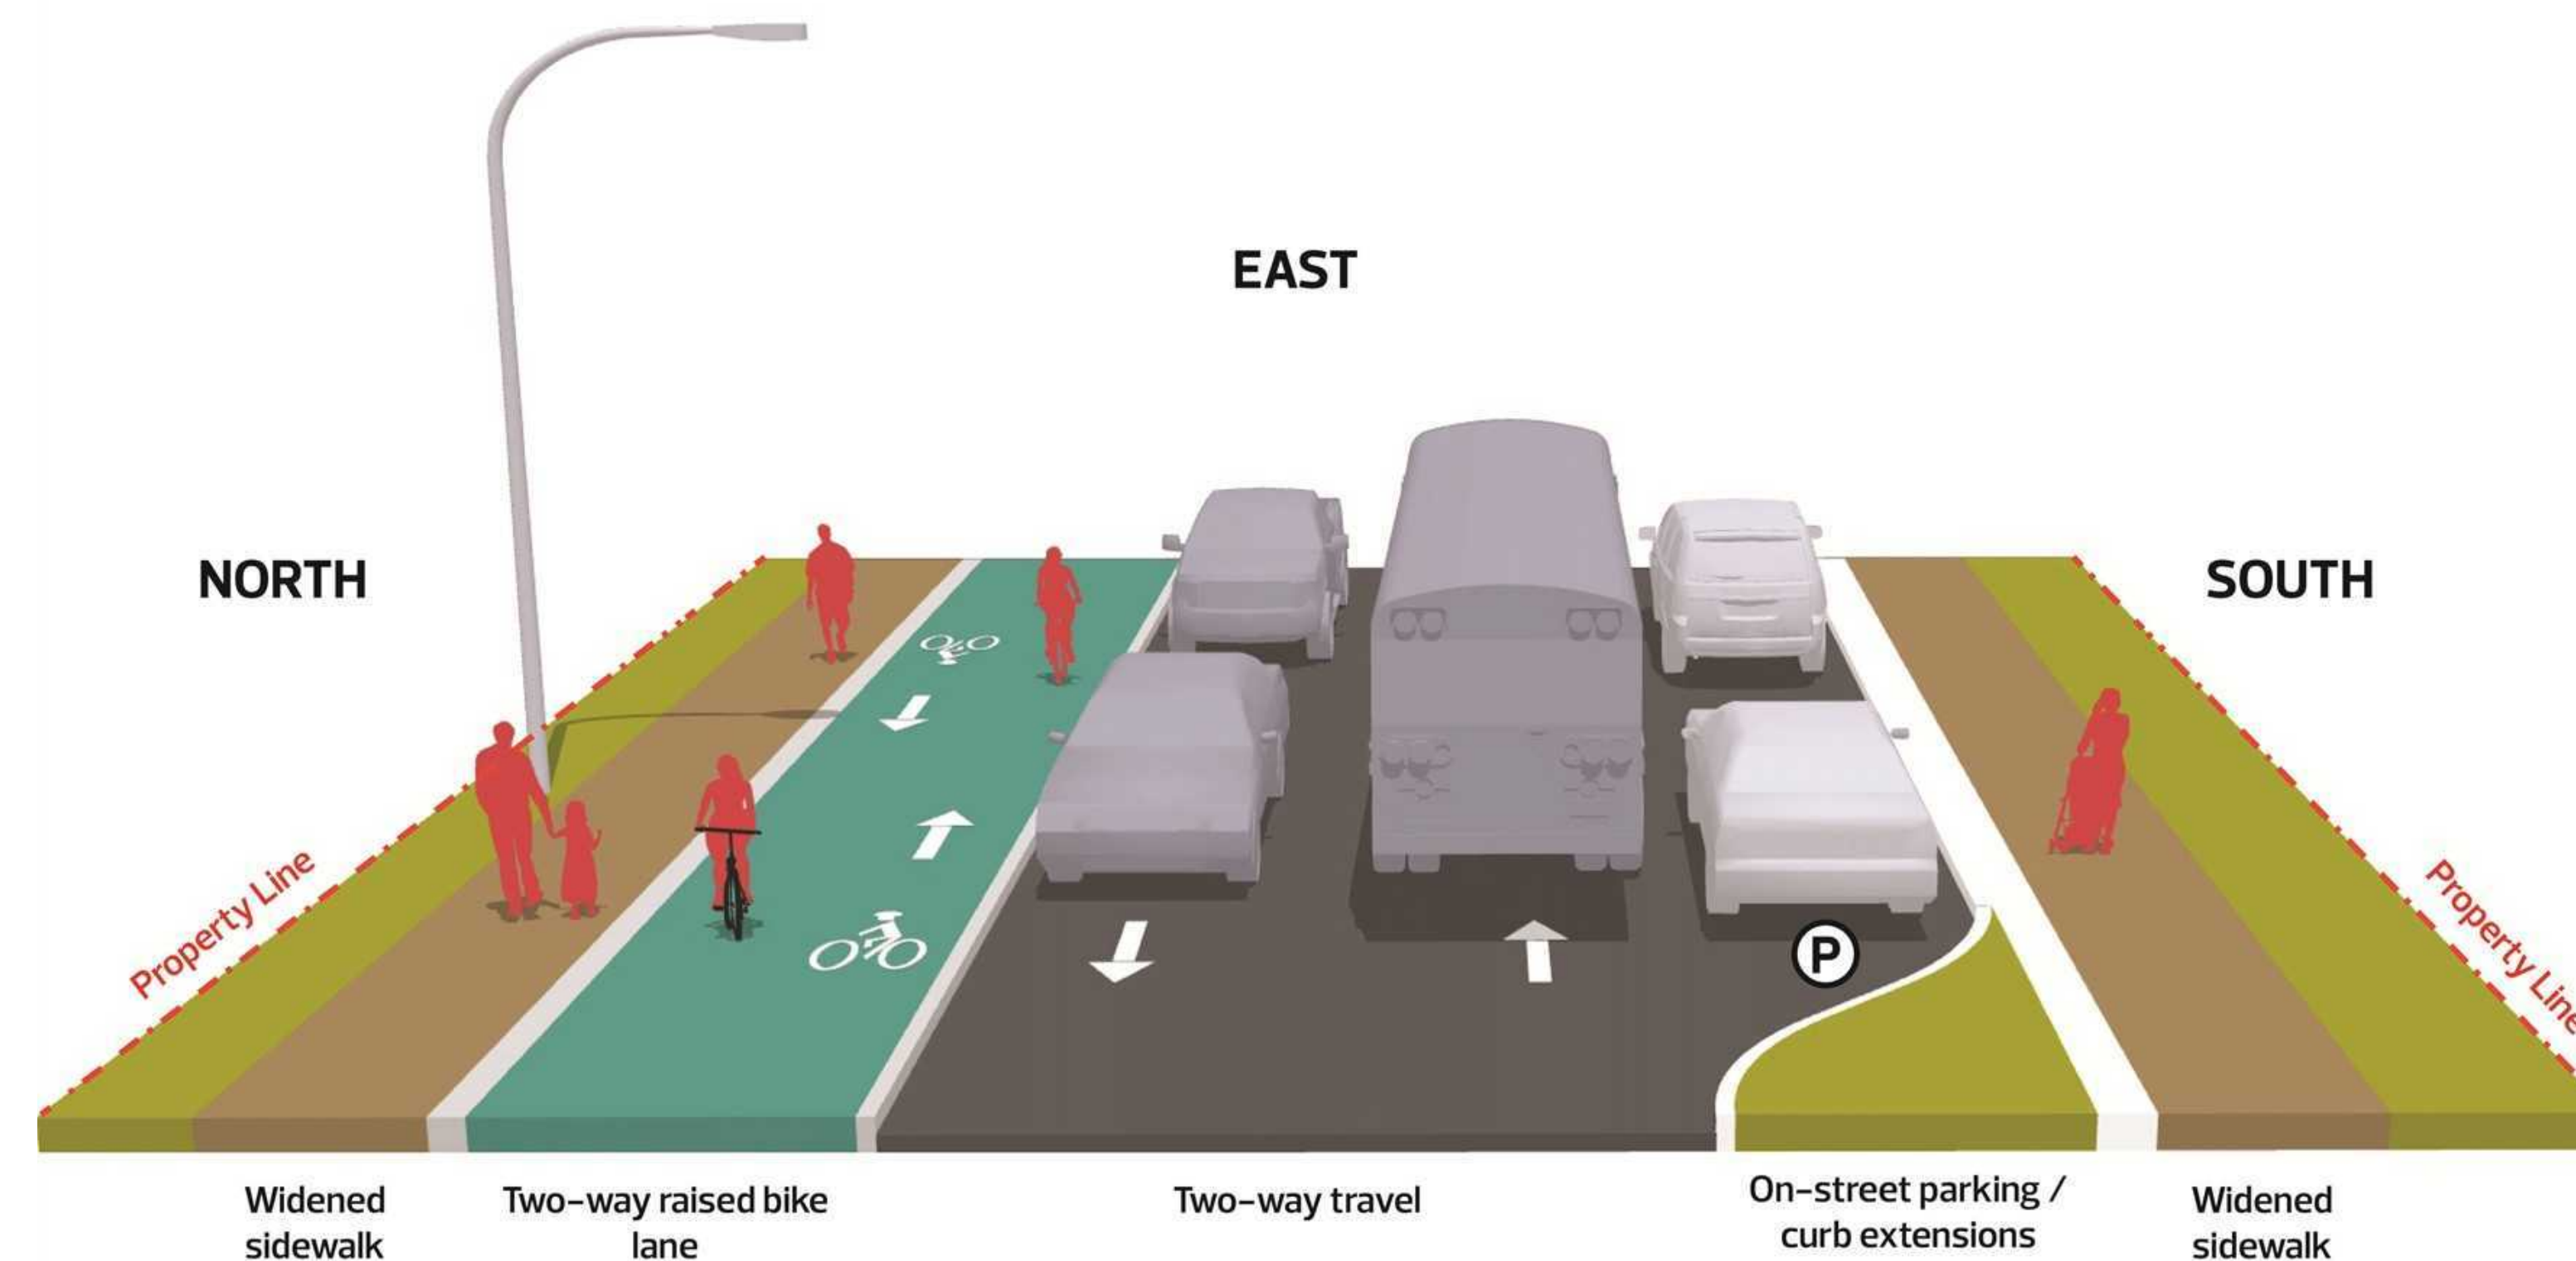 EAST
NORTH
SOUTH
Property Line
Property Line
P
Widened
sidewalk
Two-way raised bike
lane
Two-way travel
On-street parking /
curb extensions
Widened
sidewalk